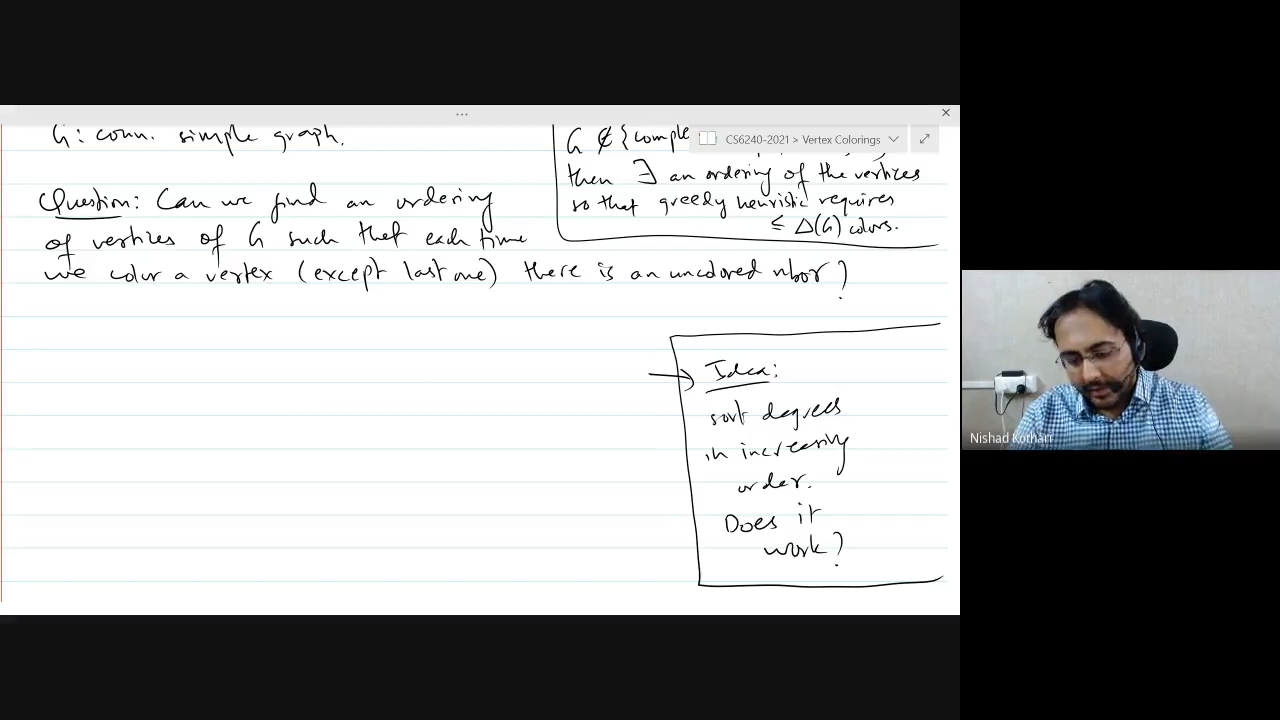 G: conn. simple graph.
Question: Can we find an ordering
of vertices of G such that each time
we color a vertex (except last one) there is an uncolored nbor?
G ∉ {comple
CS6240-2021 > Vertex Colorings
then ∃ an ordering of the vertices
so that greedy heuristic requires
≤ Δ(G) colors.
Idea:
sort degrees
in increasing
order.
Does it
work?
Nishad Kothari